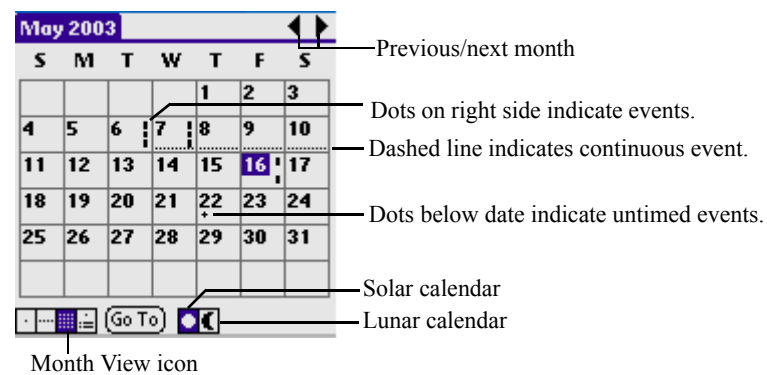 May 2003
Previous/next month
S M T W T F S
1 2 3
Dots on right side indicate events.
4 5 6 7 8 9 10
Dashed line indicates continuous event.
11 12 13 14 15 16 17
18 19 20 21 22 23 24
Dots below date indicate untimed events.
25 26 27 28 29 30 31
Solar calendar
Go To
Lunar calendar
Month View icon